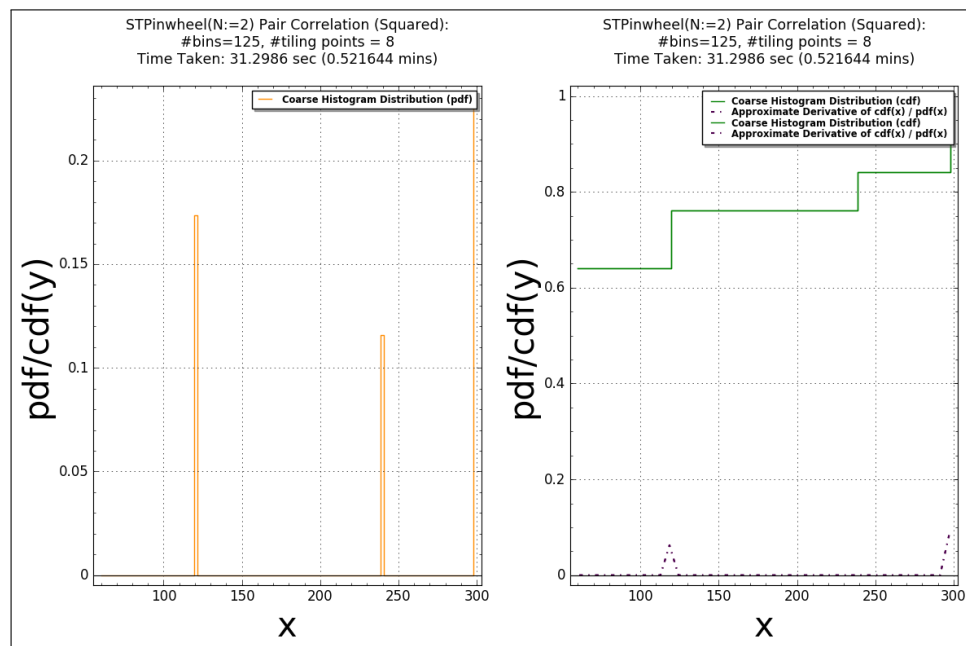 STPinwheel(N:=2) Pair Correlation (Squared):
#bins=125, #tiling points = 8
Time Taken: 31.2986 sec (0.521644 mins)
Coarse Histogram Distribution (pdf)
0.2
0.15
0.1
0.05
0
100
150
200
250
300
pdf/cdf(y)
x
STPinwheel(N:=2) Pair Correlation (Squared):
#bins=125, #tiling points = 8
Time Taken: 31.2986 sec (0.521644 mins)
Coarse Histogram Distribution (cdf)
Approximate Derivative of cdf(x) / pdf(x)
Coarse Histogram Distribution (cdf)
Approximate Derivative of cdf(x) / pdf(x)
1
0.8
0.6
0.4
0.2
0
100
150
200
250
300
pdf/cdf(y)
x